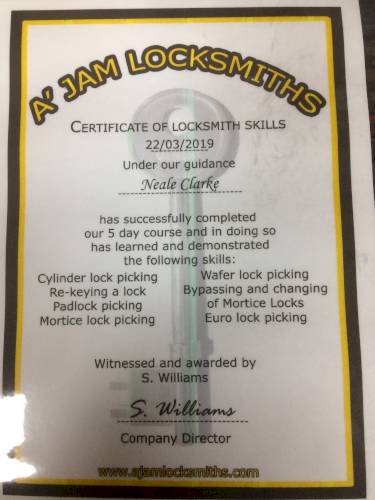 A' JAM LOCKSMITHS
CERTIFICATE OF LOCKSMITH SKILLS
22/03/2019
Under our guidance
Neale Clarke
has successfully completed
our 5 day course and in doing so
has learned and demonstrated
the following skills:
Cylinder lock picking
Re-keying a lock
Padlock picking
Mortice lock picking
Wafer lock picking
Bypassing and changing
of Mortice Locks
Euro lock picking
Witnessed and awarded by
S. Williams
S. Williams
Company Director
www.ajamlocksmiths.com